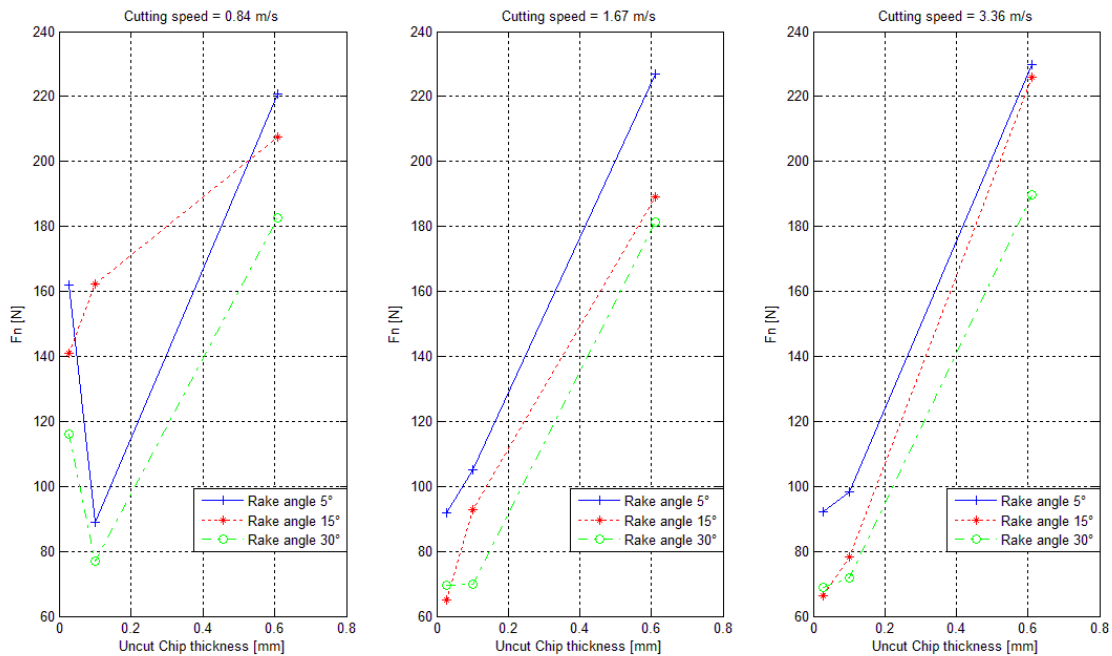 Cutting speed = 0.84 m/s
240
220
200
180
160
140
120
100
80
60
Fn [N]
0
0.2
0.4
0.6
0.8
Uncut Chip thickness [mm]
Rake angle 5°
Rake angle 15°
Rake angle 30°
Cutting speed = 1.67 m/s
240
220
200
180
160
140
120
100
80
60
Fn [N]
0
0.2
0.4
0.6
0.8
Uncut Chip thickness [mm]
Rake angle 5°
Rake angle 15°
Rake angle 30°
Cutting speed = 3.36 m/s
240
220
200
180
160
140
120
100
80
60
Fn [N]
0
0.2
0.4
0.6
0.8
Uncut Chip thickness [mm]
Rake angle 5°
Rake angle 15°
Rake angle 30°